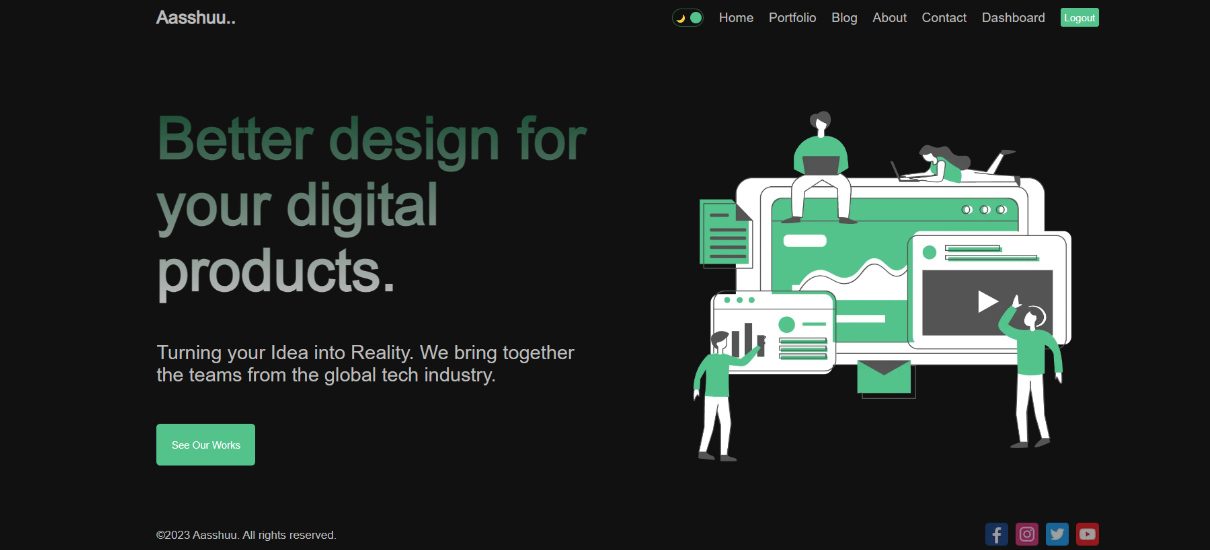 Aasshuu..
Home Portfolio Blog About Contact Dashboard Logout
Better design for
your digital
products.
Turning your Idea into Reality. We bring together
the teams from the global tech industry.
See Our Works
©2023 Aasshuu. All rights reserved.